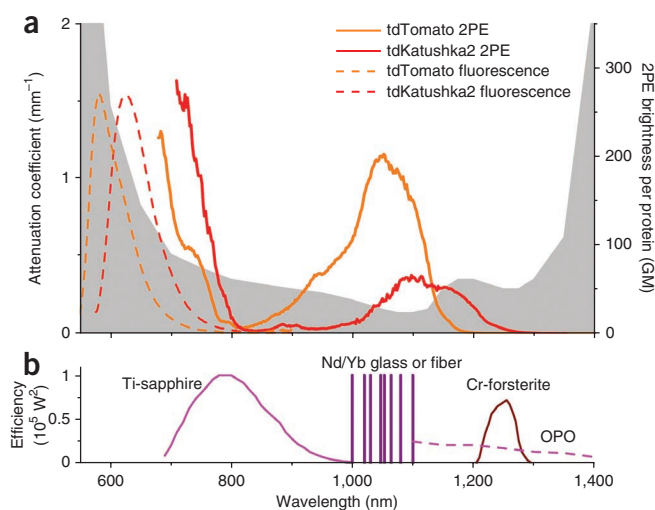 a
tdTomato 2PE
tdKatushka2 2PE
tdTomato fluorescence
tdKatushka2 fluorescence
Attenuation coefficient (mm⁻¹)
2
1
0
2PE brightness per protein (GM)
300
200
100
0
b
Nd/Yb glass or fiber
Ti-sapphire
Cr-forsterite
OPO
Efficiency
(10⁵ W²)
1
0.5
0
600
800
1,000
1,200
1,400
Wavelength (nm)